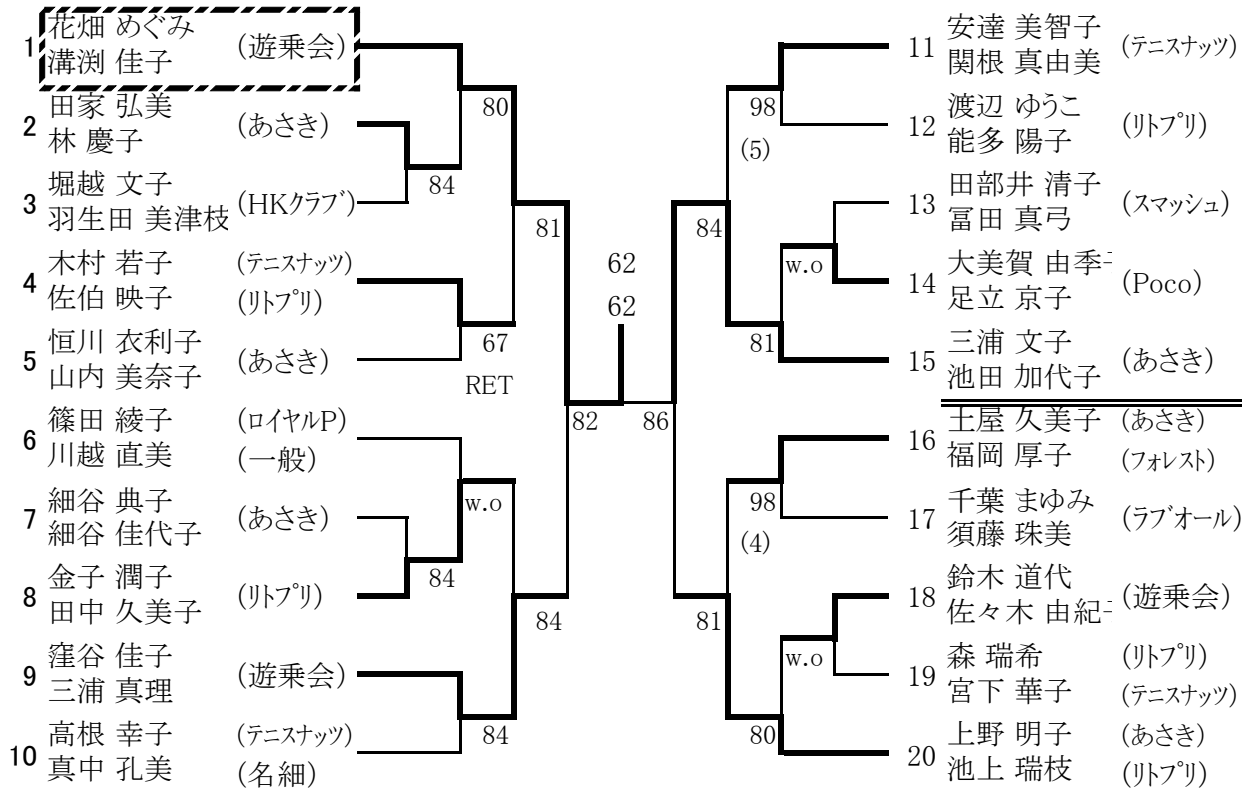 1 花畑 めぐみ (遊乗会)
溝渕 佳子
2 田家 弘美 (あさき)
林 慶子
3 堀越 文子 (HKクラブ)
羽生田 美津枝
4 木村 若子 (テニスナッツ)
佐伯 映子 (リトプリ)
5 恒川 衣利子 (あさき)
山内 美奈子
6 篠田 綾子 (ロイヤルP)
川越 直美 (一般)
7 細谷 典子 (あさき)
細谷 佳代子
8 金子 潤子 (リトプリ)
田中 久美子
9 窪谷 佳子 (遊乗会)
三浦 真理
10 高根 幸子 (テニスナッツ)
真中 孔美 (名細)
80
84
81
67
RET
82
w.o
84
84
84
62
62
86
98
(5)
84
w.o
81
98
(4)
81
w.o
80
11 安達 美智子 (テニスナッツ)
関根 真由美
12 渡辺 ゆうこ (リトプリ)
能多 陽子
13 田部井 清子 (スマッシュ)
冨田 真弓
14 大美賀 由季 (Poco)
足立 京子
15 三浦 文子 (あさき)
池田 加代子
16 土屋 久美子 (あさき)
福岡 厚子 (フォレスト)
17 千葉 まゆみ (ラブオール)
須藤 珠美
18 鈴木 道代 (遊乗会)
佐々木 由紀
19 森 瑞希 (リトプリ)
宮下 華子 (テニスナッツ)
20 上野 明子 (あさき)
池上 瑞枝 (リトプリ)